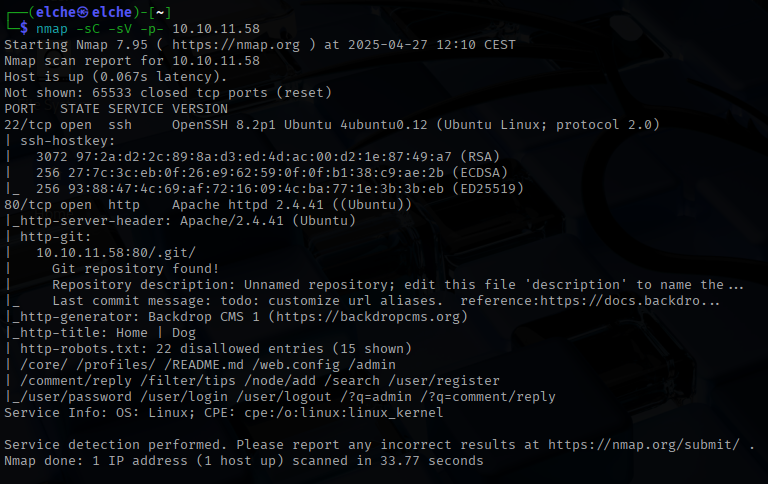 ┌──(elche㉿elche)-[~]
└─$ nmap -sC -sV -p- 10.10.11.58
Starting Nmap 7.95 ( https://nmap.org ) at 2025-04-27 12:10 CEST
Nmap scan report for 10.10.11.58
Host is up (0.067s latency).
Not shown: 65533 closed tcp ports (reset)
PORT   STATE SERVICE VERSION
22/tcp open  ssh     OpenSSH 8.2p1 Ubuntu 4ubuntu0.12 (Ubuntu Linux; protocol 2.0)
| ssh-hostkey:
|   3072 97:2a:d2:2c:89:8a:d3:ed:4d:ac:00:d2:1e:87:49:a7 (RSA)
|   256 27:7c:3c:eb:0f:26:e9:62:59:0f:0f:b1:38:c9:ae:2b (ECDSA)
|_  256 93:88:47:4c:69:af:72:16:09:4c:ba:77:1e:3b:3b:eb (ED25519)
80/tcp open  http    Apache httpd 2.4.41 ((Ubuntu))
|_http-server-header: Apache/2.4.41 (Ubuntu)
| http-git:
|   10.10.11.58:80/.git/
|     Git repository found!
|     Repository description: Unnamed repository; edit this file 'description' to name the...
|_    Last commit message: todo: customize url aliases.  reference:https://docs.backdro...
|_http-generator: Backdrop CMS 1 (https://backdropcms.org)
|_http-title: Home | Dog
| http-robots.txt: 22 disallowed entries (15 shown)
| /core/ /profiles/ /README.md /web.config /admin
| /comment/reply /filter/tips /node/add /search /user/register
|_/user/password /user/login /user/logout /?q=admin /?q=comment/reply
Service Info: OS: Linux; CPE: cpe:/o:linux:linux_kernel

Service detection performed. Please report any incorrect results at https://nmap.org/submit/ .
Nmap done: 1 IP address (1 host up) scanned in 33.77 seconds